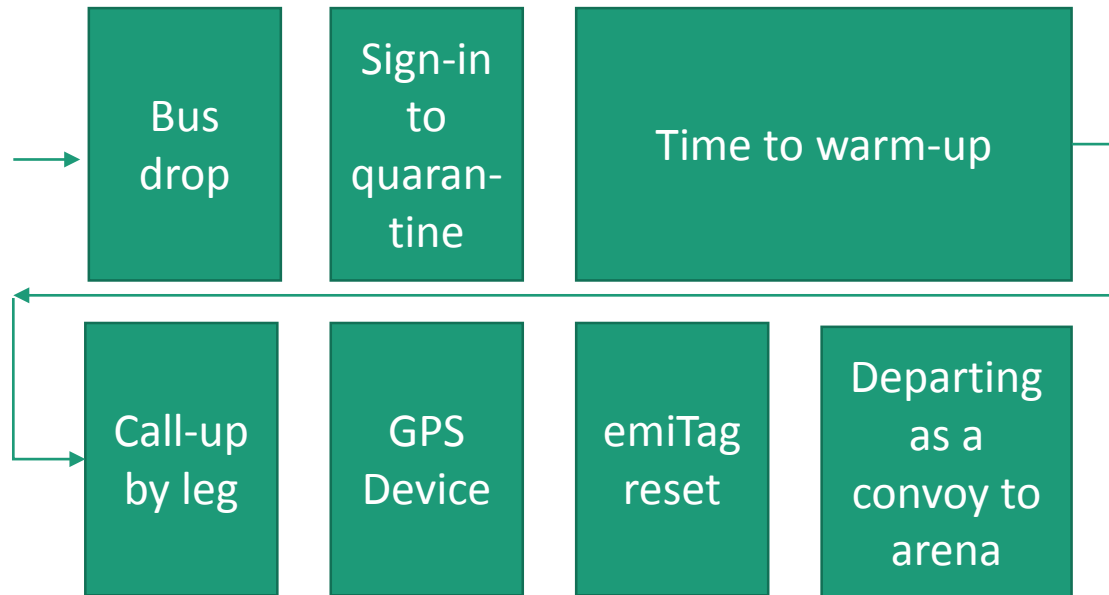 Bus
drop
Sign-in
to
quaran-
tine
Time to warm-up
Call-up
by leg
GPS
Device
emiTag
reset
Departing
as a
convoy to
arena